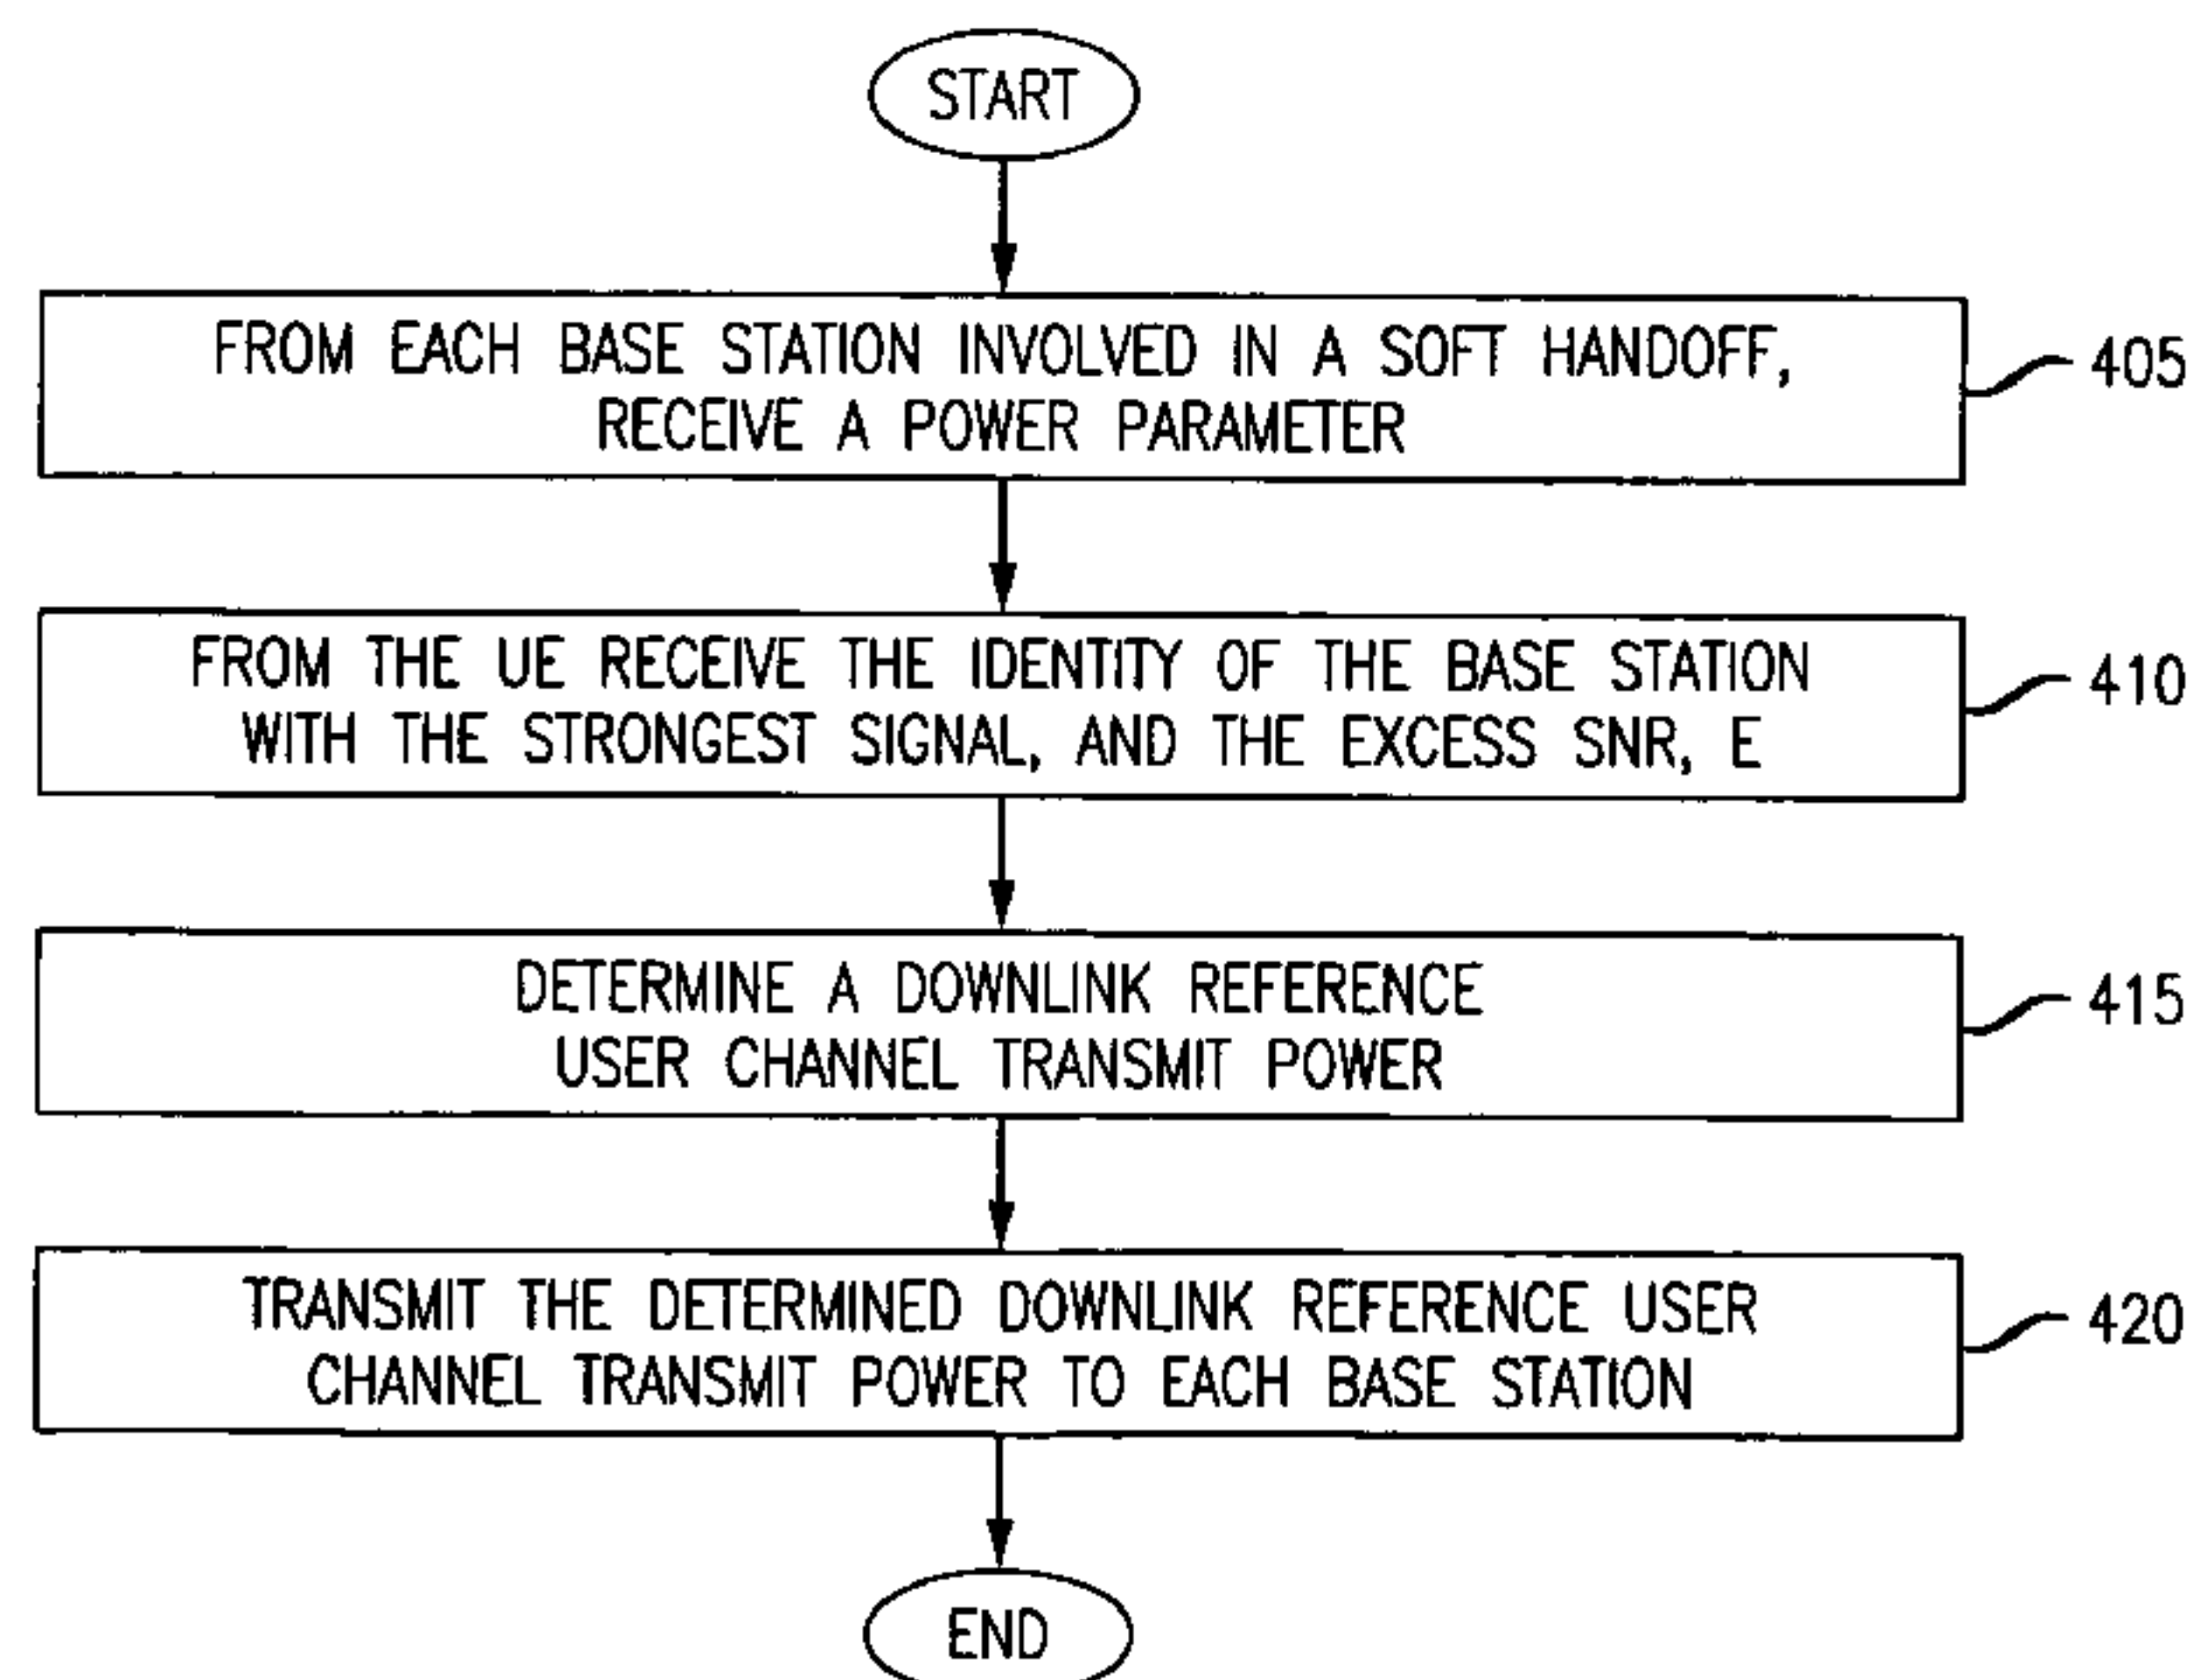 START
FROM EACH BASE STATION INVOLVED IN A SOFT HANDOFF,
RECEIVE A POWER PARAMETER
405
FROM THE UE RECEIVE THE IDENTITY OF THE BASE STATION
WITH THE STRONGEST SIGNAL, AND THE EXCESS SNR, E
410
DETERMINE A DOWNLINK REFERENCE
USER CHANNEL TRANSMIT POWER
415
TRANSMIT THE DETERMINED DOWNLINK REFERENCE USER
CHANNEL TRANSMIT POWER TO EACH BASE STATION
420
END